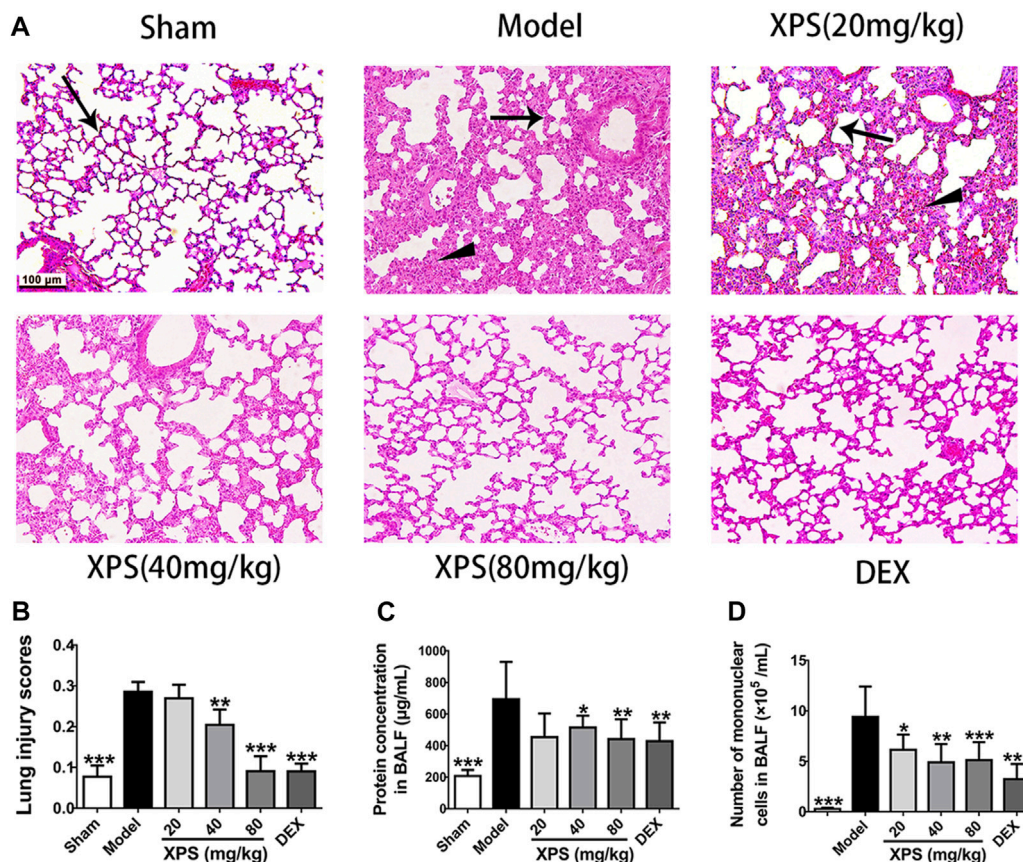 A
Sham
Model
XPS(20mg/kg)
100 μm
XPS(40mg/kg)
XPS(80mg/kg)
DEX
B
Lung injury scores
0.4
0.3
0.2
0.1
0.0
***
**
***
***
Sham
Model
20
40
80
DEX
XPS (mg/kg)
C
Protein concentration
in BALF (μg/mL)
1000
800
600
400
200
0
***
*
**
**
Sham
Model
20
40
80
DEX
XPS (mg/kg)
D
Number of mononuclear
cells in BALF (×10⁵ /mL)
15
10
5
0
***
*
**
***
**
Model
20
40
80
DEX
XPS (mg/kg)